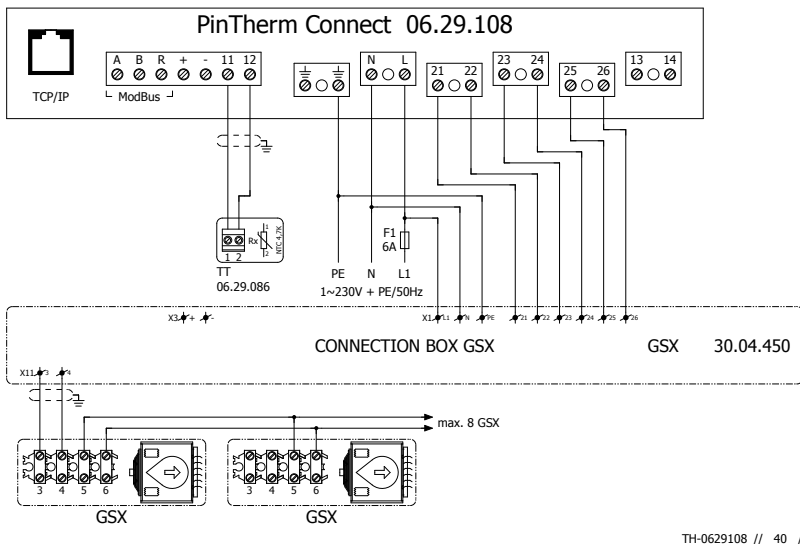 PinTherm Connect 06.29.108
A B R + - 11 12
N L
23 24
13 14
21 22
25 26
TCP/IP
ModBus
Rx
NTC 4,7K
1
2
1 2
TT
06.29.086
F1
6A
PE N L1
1~230V + PE/50Hz
X3 + -
X1 L1 N PE 21 22 23 24 25 26
CONNECTION BOX GSX GSX 30.04.450
X11 3 4
max. 8 GSX
3 4 5 6
3 4 5 6
GSX
GSX
TH-0629108 // 40 /